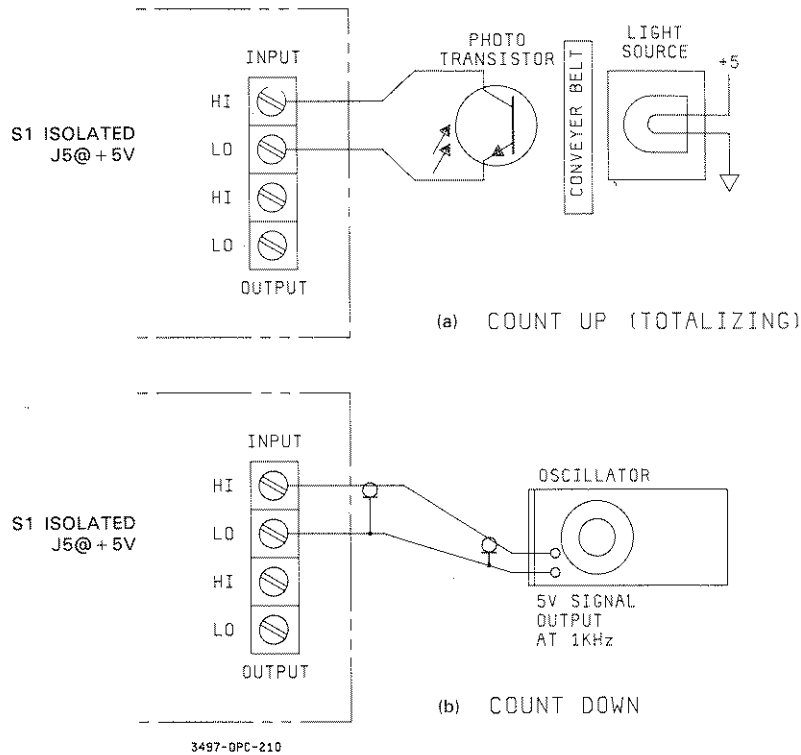 INPUT
HI
LO
HI
LO
OUTPUT
S1 ISOLATED
J5@ + 5V
PHOTO
TRANSISTOR
CONVEYER BELT
LIGHT
SOURCE
+5
(a) COUNT UP (TOTALIZING)
INPUT
HI
LO
HI
LO
OUTPUT
S1 ISOLATED
J5@ + 5V
OSCILLATOR
5V SIGNAL
OUTPUT
AT 1KHz
(b) COUNT DOWN
3497-OPC-210